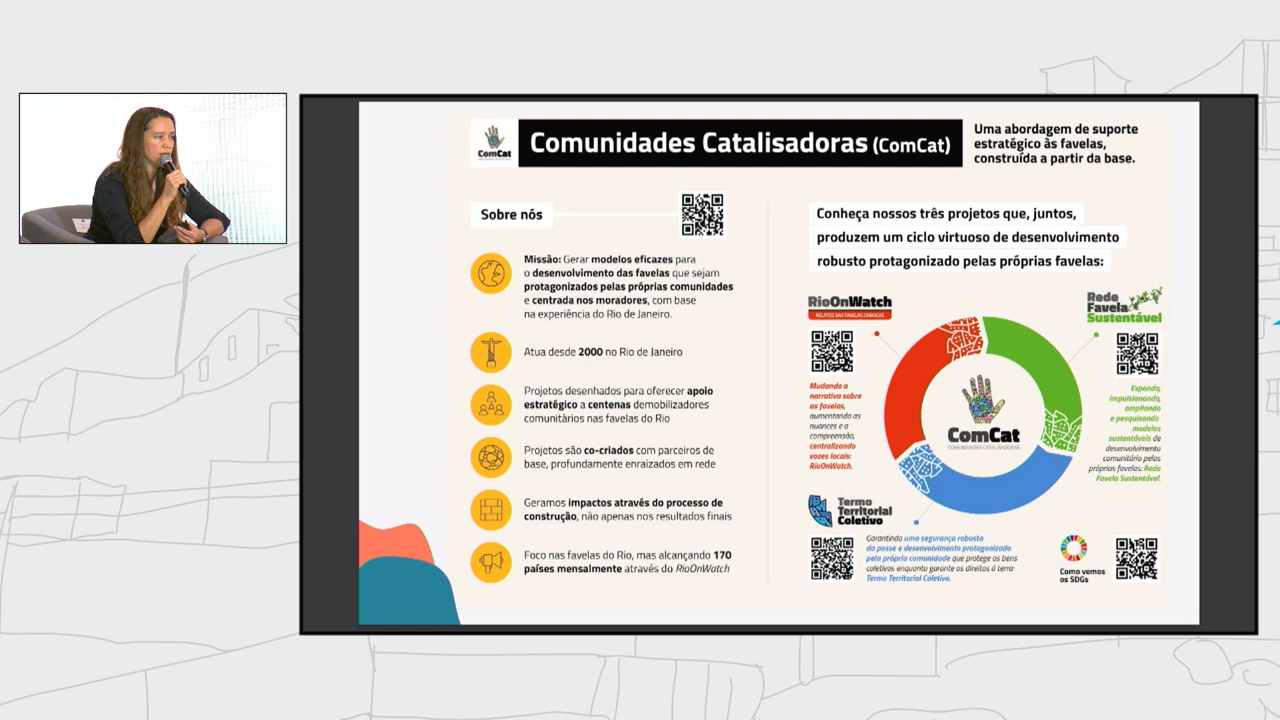 ComCat
Comunidades Catalisadoras (ComCat)
Uma abordagem de suporte
estratégico às favelas,
construída a partir da base.
Sobre nós
Missão: Gerar modelos eficazes para
o desenvolvimento das favelas que sejam
protagonizados pelas próprias comunidades
e centrada nos moradores, com base
na experiência do Rio de Janeiro.
Atua desde 2000 no Rio de Janeiro
Projetos desenhados para oferecer apoio
estratégico a centenas demobilizadores
comunitários nas favelas do Rio
Projetos são co-criados com parceiros de
base, profundamente enraizados em rede
Geramos impactos através do processo de
construção, não apenas nos resultados finais
Foco nas favelas do Rio, mas alcançando 170
países mensalmente através do RioOnWatch
Conheça nossos três projetos que, juntos,
produzem um ciclo virtuoso de desenvolvimento
robusto protagonizado pelas próprias favelas:
RioOnWatch
RELATOS DAS FAVELAS CARIOCAS
Mudando a
narrativa sobre
as favelas,
aumentando as
nuances e a
compreensão,
centralizando
vozes locais:
RioOnWatch.
Rede
Favela
Sustentável
Expondo,
impulsionando,
ampliando
e pesquisando
modelos
sustentáveis de
desenvolvimento
comunitário pelas
próprias favelas: Rede
Favela Sustentável.
ComCat
COMUNIDADES CATALISADORAS
Termo
Territorial
Coletivo
Garantindo uma segurança robusta
da posse e desenvolvimento protagonizado
pela própria comunidade que protege os bens
coletivos enquanto garante os direitos à terra:
Termo Territorial Coletivo.
Como vemos
os SDGs